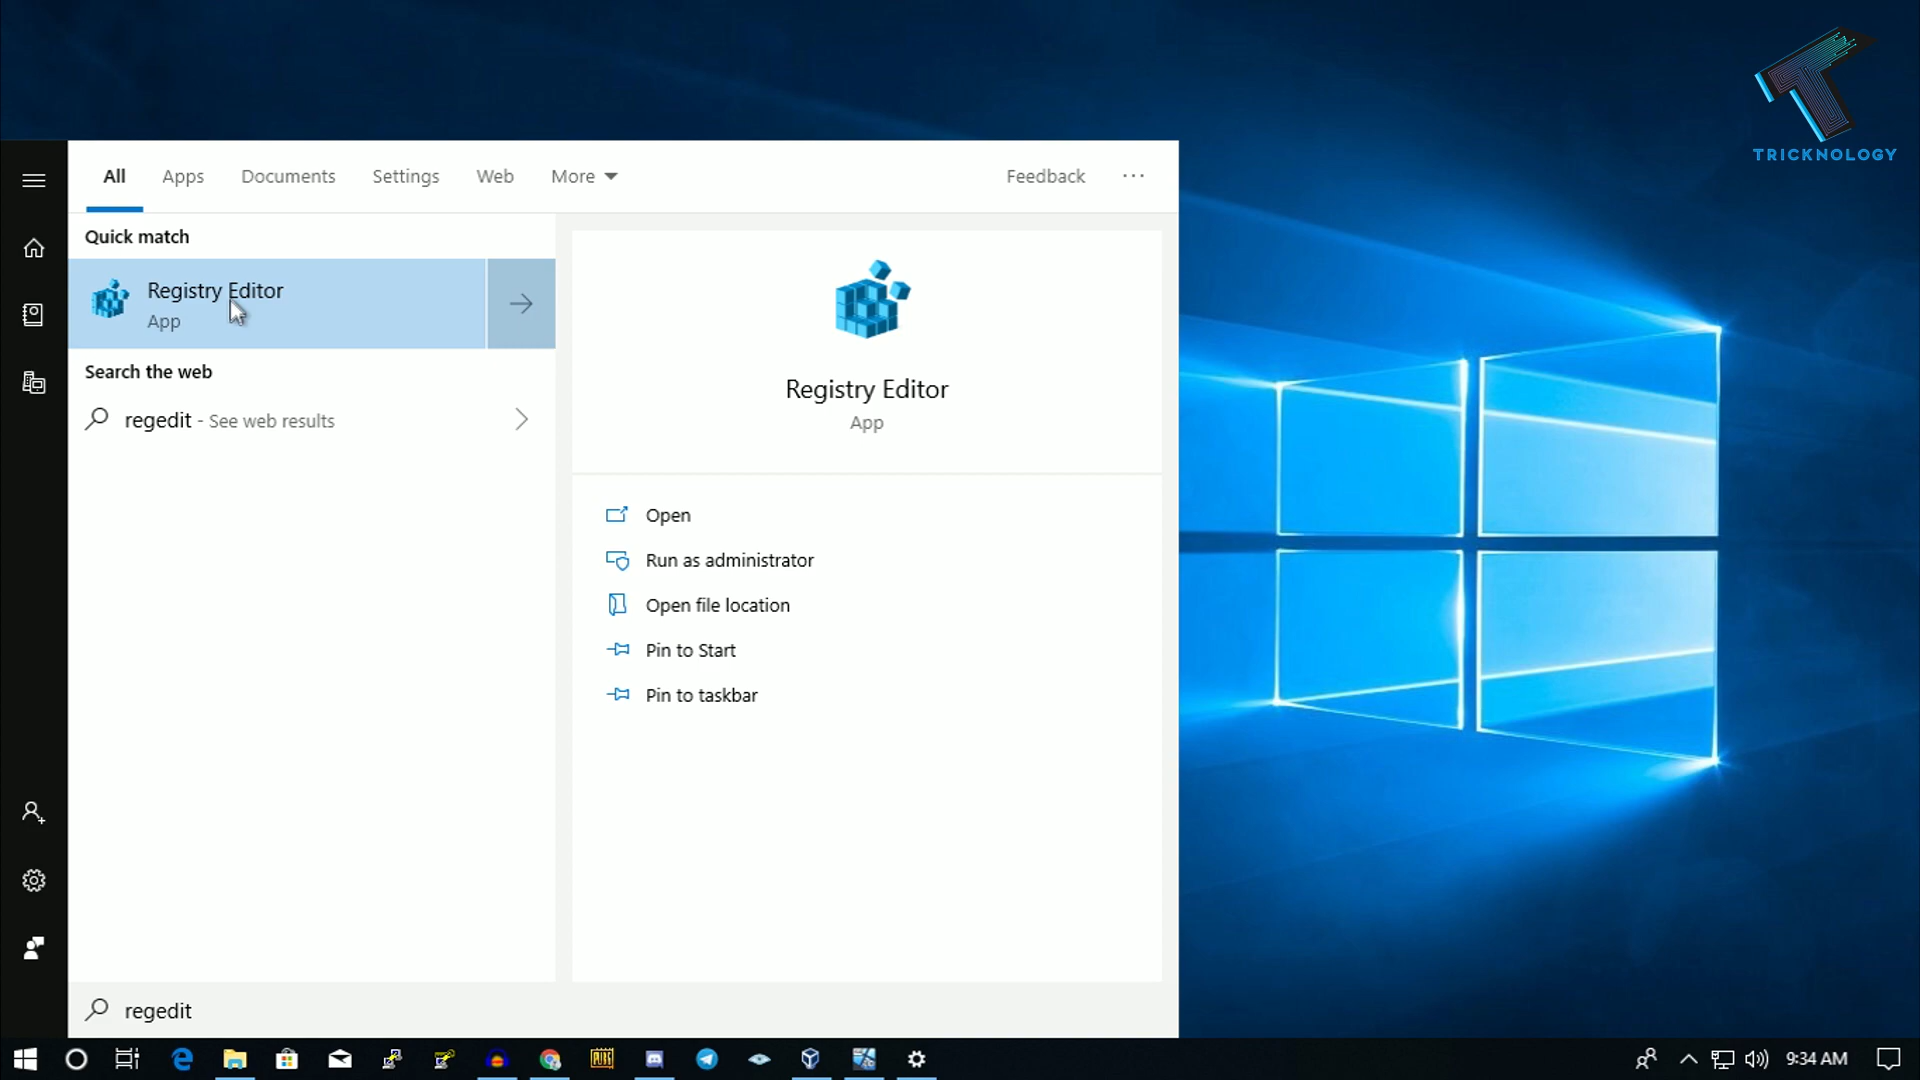 TRICKNOLOGY
All Apps Documents Settings Web More Feedback ...
Quick match
Registry Editor
App
Search the web
regedit - See web results
Registry Editor
App
Open
Run as administrator
Open file location
Pin to Start
Pin to taskbar
regedit
PUBG
9:34 AM